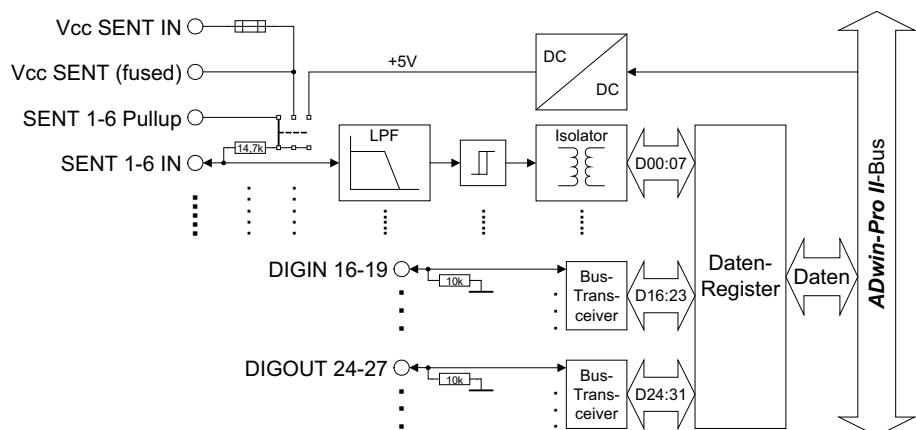 Vcc SENT IN
Vcc SENT (fused)
+5V
DC
DC
SENT 1-6 Pullup
14,7k
SENT 1-6 IN
LPF
Isolator
D00:07
DIGIN 16-19
10k
Bus-
Trans-
ceiver
D16:23
Daten-
Register
Daten
ADwin-Pro II-Bus
DIGOUT 24-27
10k
Bus-
Trans-
ceiver
D24:31